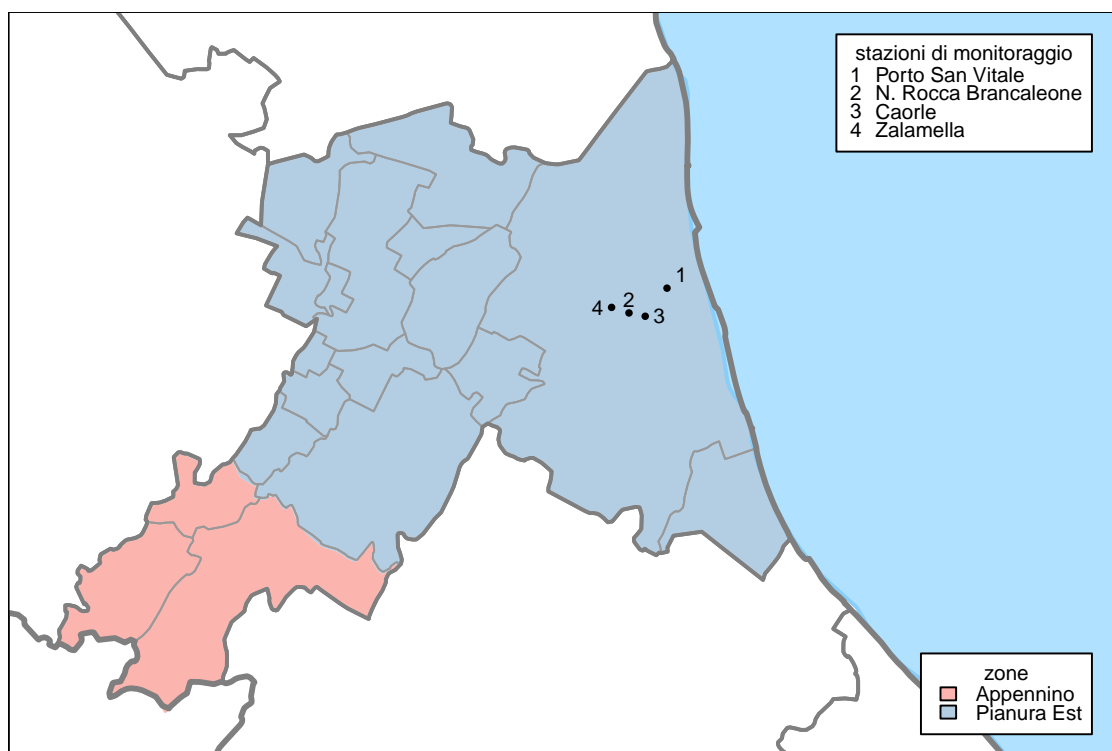 stazioni di monitoraggio
1 Porto San Vitale
2 N. Rocca Brancaleone
3 Caorle
4 Zalamella
1
4 2 3
zone
Appennino
Pianura Est